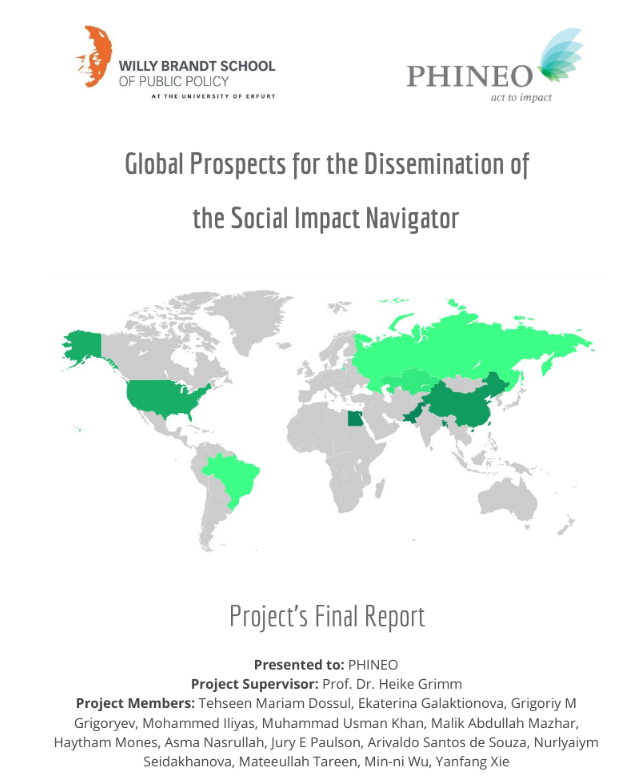 WILLY BRANDT SCHOOL
OF PUBLIC POLICY
AT THE UNIVERSITY OF ERFURT
PHINEO
act to impact
Global Prospects for the Dissemination of
the Social Impact Navigator
Project's Final Report
Presented to: PHINEO
Project Supervisor: Prof. Dr. Heike Grimm
Project Members: Tehseen Mariam Dossul, Ekaterina Galaktionova, Grigoriy M
Grigoryev, Mohammed Iliyas, Muhammad Usman Khan, Malik Abdullah Mazhar,
Haytham Mones, Asma Nasrullah, Jury E Paulson, Arivaldo Santos de Souza, Nurlyaiym
Seidakhanova, Mateeullah Tareen, Min-ni Wu, Yanfang Xie